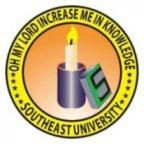 OH MY LORD INCREASE ME IN KNOWLEDGE
SOUTHEAST UNIVERSITY